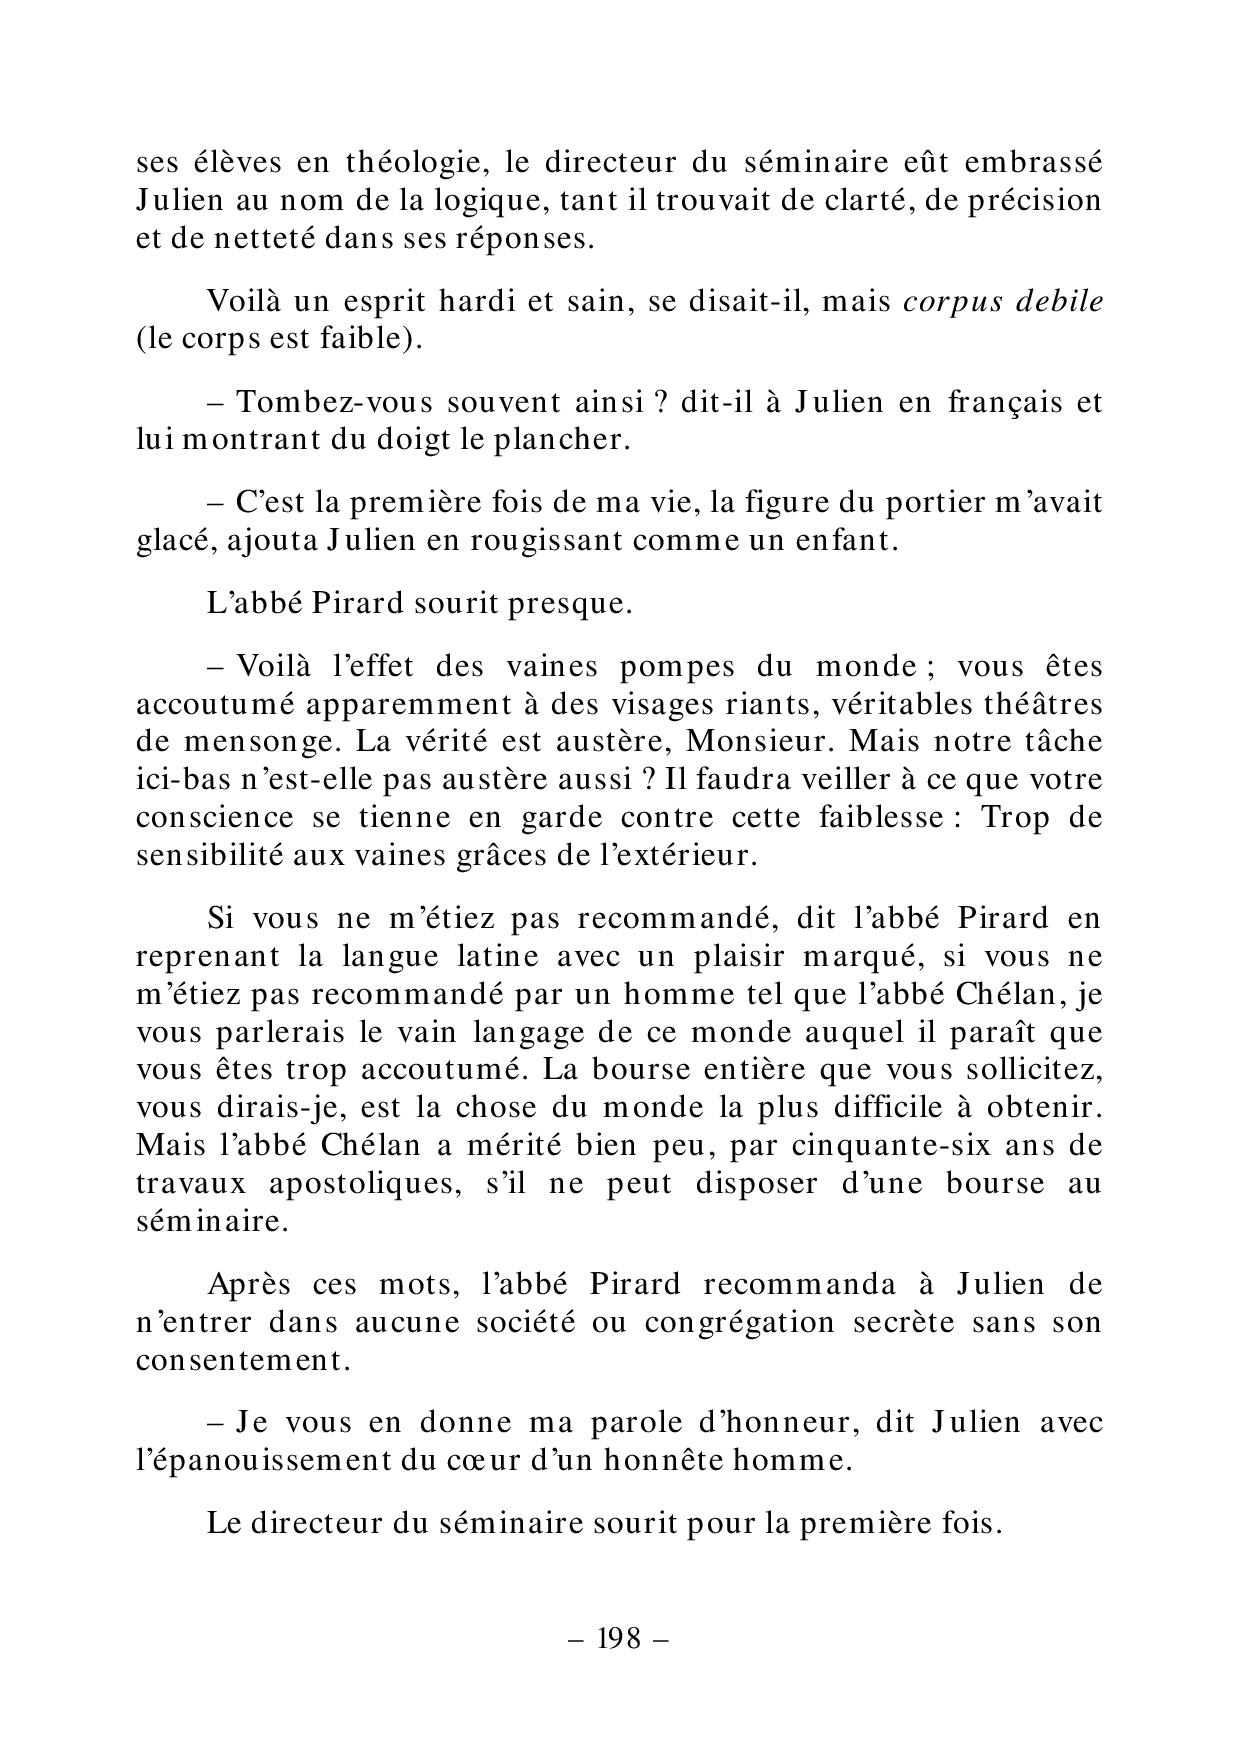 ses élèves en théologie, le directeur du séminaire eût embrassé
Julien au nom de la logique, tant il trouvait de clarté, de précision
et de netteté dans ses réponses.
Voilà un esprit hardi et sain, se disait-il, mais corpus debile
(le corps est faible).
– Tombez-vous souvent ainsi ? dit-il à Julien en français et
lui montrant du doigt le plancher.
– C’est la première fois de ma vie, la figure du portier m’avait
glacé, ajouta Julien en rougissant comme un enfant.
L’abbé Pirard sourit presque.
– Voilà l’effet des vaines pompes du monde ; vous êtes
accoutumé apparemment à des visages riants, véritables théâtres
de mensonge. La vérité est austère, Monsieur. Mais notre tâche
ici-bas n’est-elle pas austère aussi ? Il faudra veiller à ce que votre
conscience se tienne en garde contre cette faiblesse : Trop de
sensibilité aux vaines grâces de l’extérieur.
Si vous ne m’étiez pas recommandé, dit l’abbé Pirard en
reprenant la langue latine avec un plaisir marqué, si vous ne
m’étiez pas recommandé par un homme tel que l’abbé Chélan, je
vous parlerais le vain langage de ce monde auquel il paraît que
vous êtes trop accoutumé. La bourse entière que vous sollicitez,
vous dirais-je, est la chose du monde la plus difficile à obtenir.
Mais l’abbé Chélan a mérité bien peu, par cinquante-six ans de
travaux apostoliques, s’il ne peut disposer d’une bourse au
séminaire.
Après ces mots, l’abbé Pirard recommanda à Julien de
n’entrer dans aucune société ou congrégation secrète sans son
consentement.
– Je vous en donne ma parole d’honneur, dit Julien avec
l’épanouissement du cœur d’un honnête homme.
Le directeur du séminaire sourit pour la première fois.
– 198 –